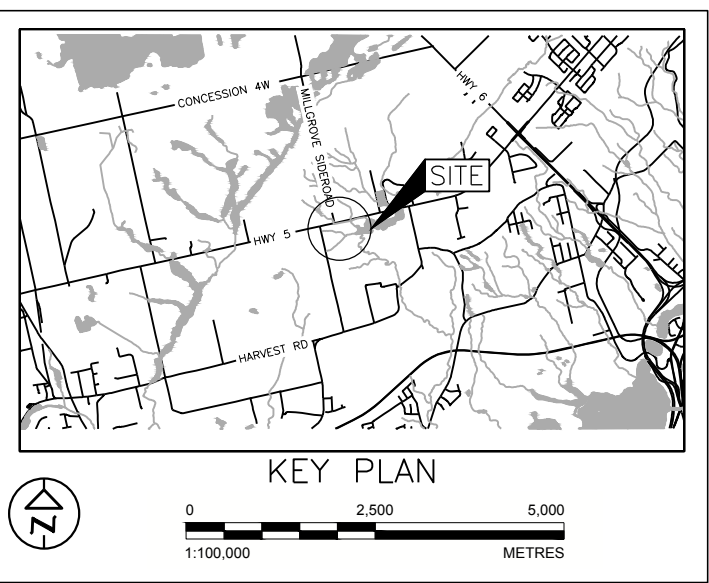 CONCESSION 4W
MILLGROVE SIDEROAD
HWY 6
SITE
HWY 5
HARVEST RD
KEY PLAN
N
0 2,500 5,000
1:100,000 METRES